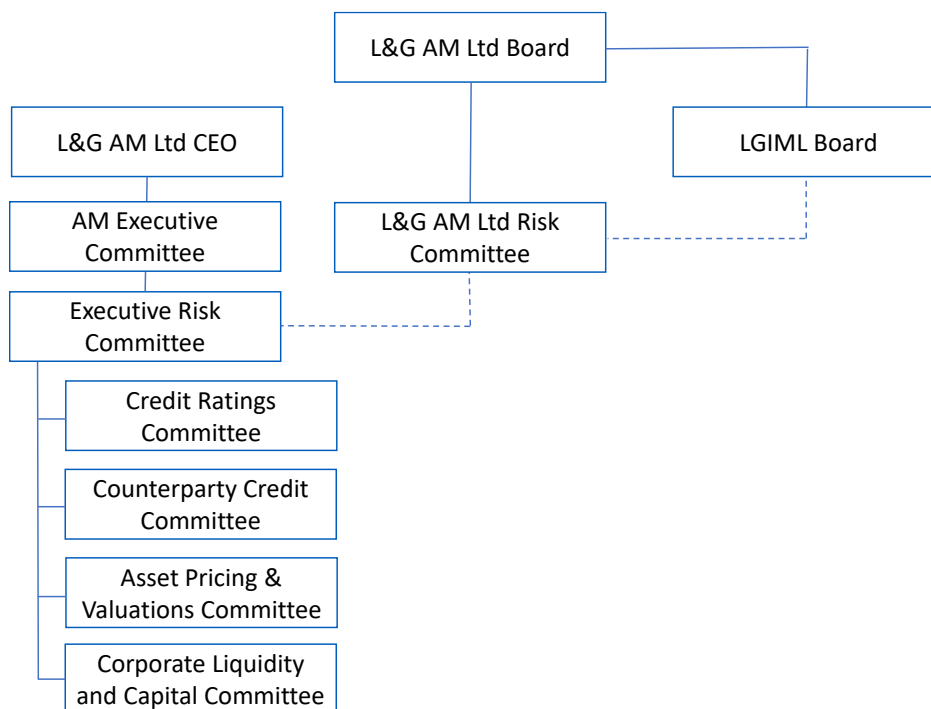 L&G AM Ltd Board
L&G AM Ltd CEO
LGIML Board
AM Executive
Committee
L&G AM Ltd Risk
Committee
Executive Risk
Committee
Credit Ratings
Committee
Counterparty Credit
Committee
Asset Pricing &
Valuations Committee
Corporate Liquidity
and Capital Committee